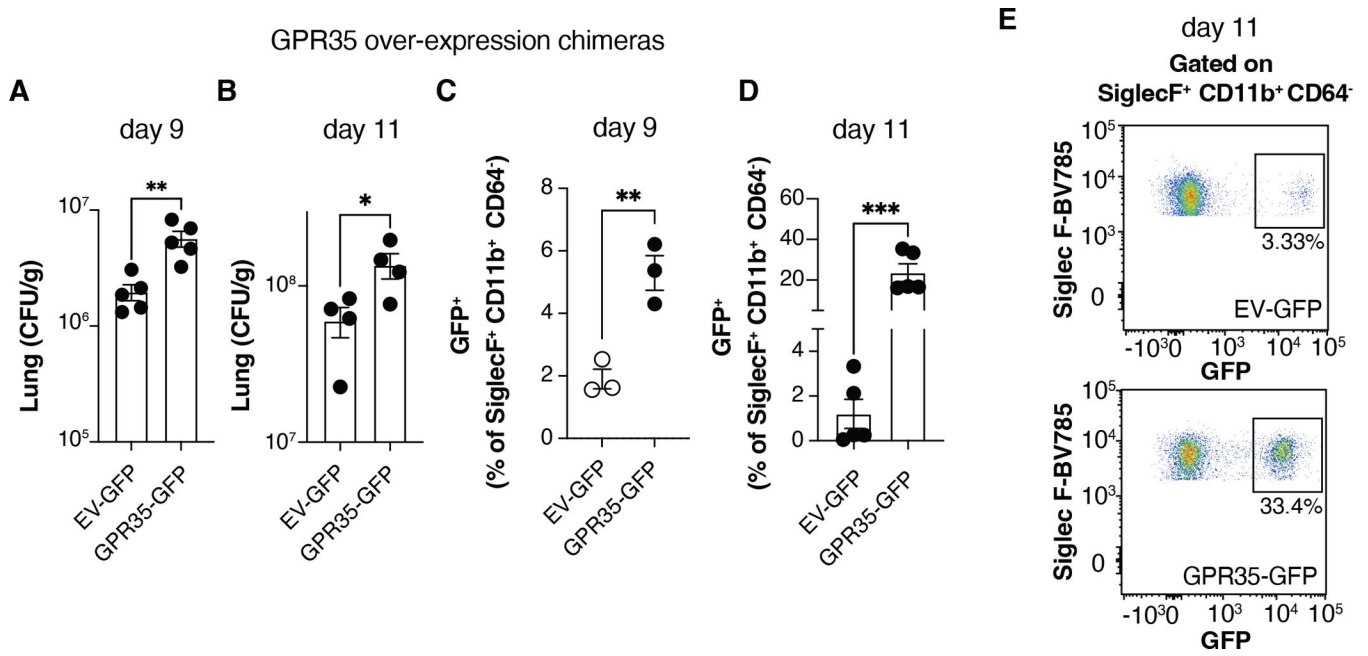 GPR35 over-expression chimeras
A
day 9
**
Lung (CFU/g)
10⁷
10⁶
10⁵
EV-GFP
GPR35-GFP
B
day 11
*
Lung (CFU/g)
10⁸
10⁷
EV-GFP
GPR35-GFP
C
day 9
**
GFP⁺
(% of SiglecF⁺ CD11b⁺ CD64⁻)
8
6
4
2
0
EV-GFP
GPR35-GFP
D
day 11
***
GFP⁺
(% of SiglecF⁺ CD11b⁺ CD64⁻)
60
40
20
4
2
0
EV-GFP
GPR35-GFP
E
day 11
Gated on
SiglecF⁺ CD11b⁺ CD64⁻
Siglec F-BV785
10⁵
10⁴
10³
0
3.33%
EV-GFP
-10³0 10³ 10⁴ 10⁵
GFP
Siglec F-BV785
10⁵
10⁴
10³
0
33.4%
GPR35-GFP
-10³0 10³ 10⁴ 10⁵
GFP